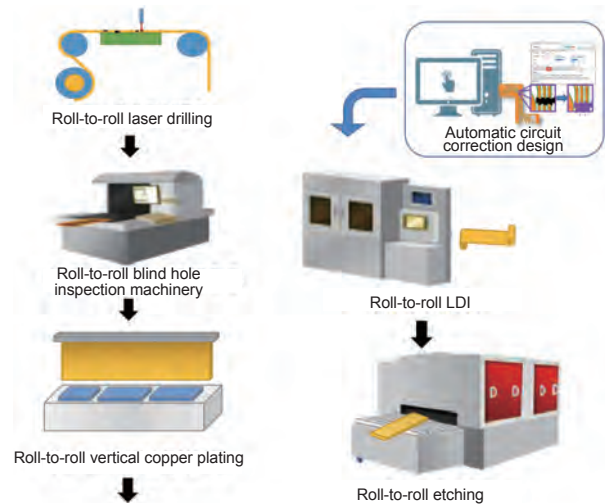 Roll-to-roll laser drilling
Roll-to-roll blind hole
inspection machinery
Roll-to-roll vertical copper plating
Automatic circuit
correction design
Roll-to-roll LDI
Roll-to-roll etching